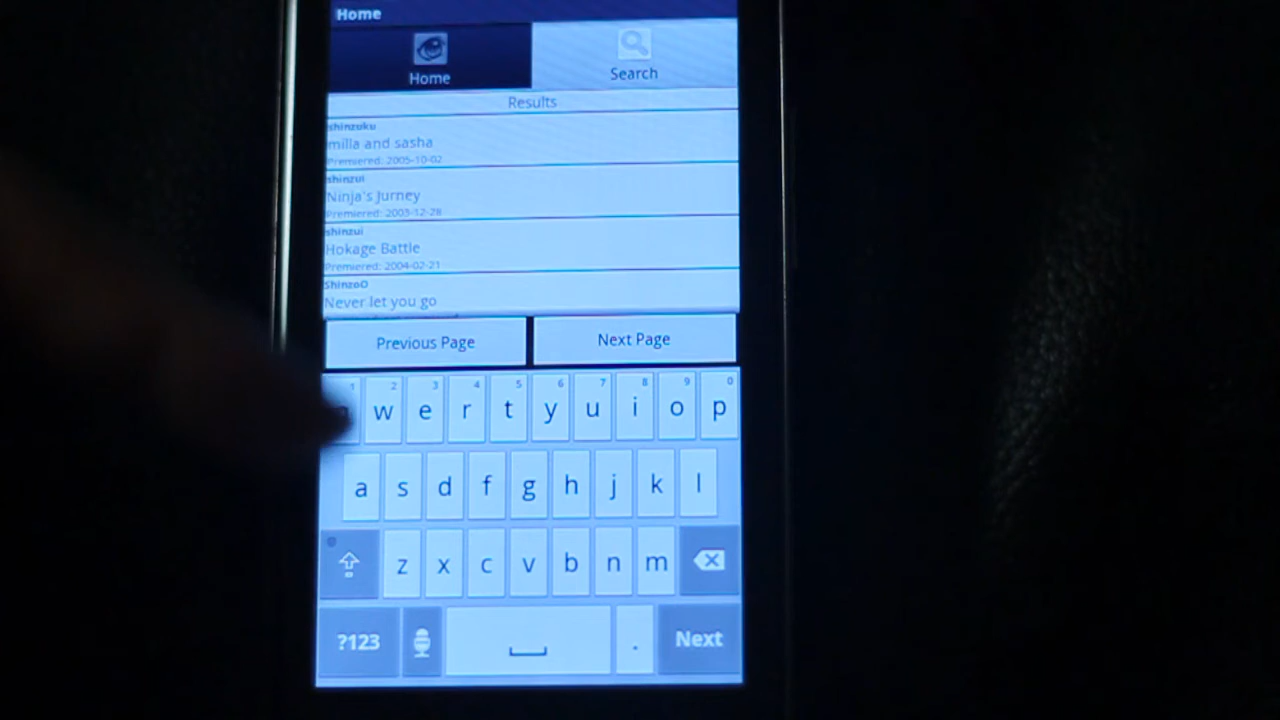 Home
Home
Search
Results
shinzuku
milla and sasha
Premiered: 2005-10-02
shinzui
Ninja's Jurney
Premiered: 2003-12-28
shinzui
Hokage Battle
Premiered: 2004-02-21
ShinzoO
Never let you go
Previous Page Next Page
1 2 3 4 5 6 7 8 9 0
w e r t y u i o p
a s d f g h j k l
z x c v b n m
?123 . Next